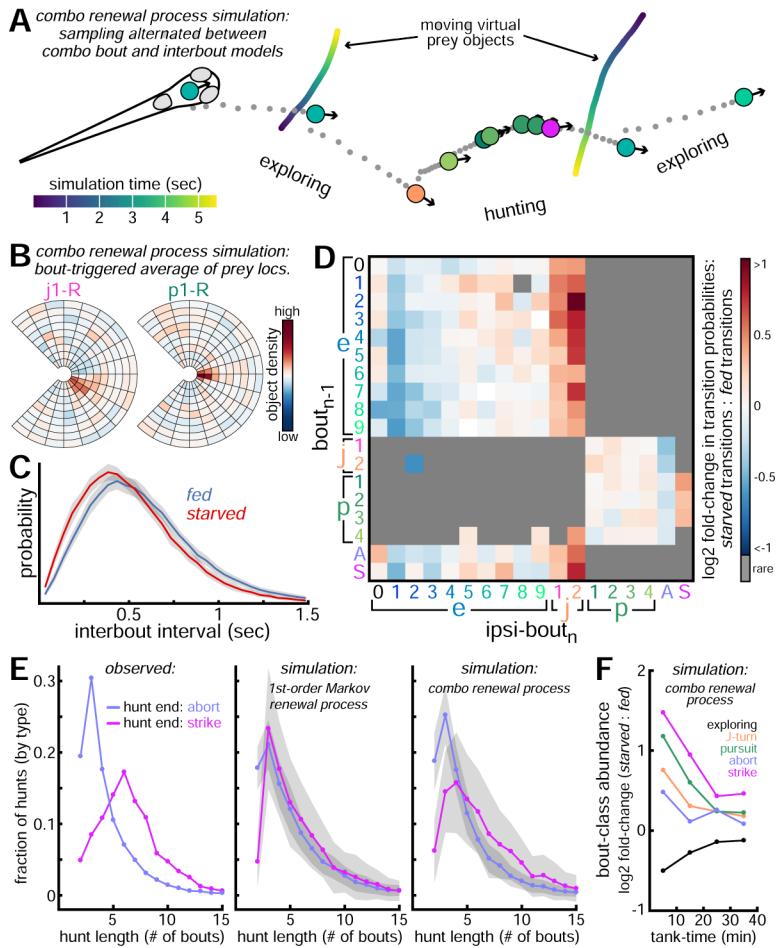 A
combo renewal process simulation:
sampling alternated between
combo bout and interbout models
moving virtual
prey objects
exploring
hunting
exploring
simulation time (sec)
1 2 3 4 5
B
combo renewal process simulation:
bout-triggered average of prey locs.
j1-R
p1-R
high
object density
low
C
probability
fed
starved
0.5 1 1.5
interbout interval (sec)
D
bout n-1
e
0
1
2
3
4
5
6
7
8
9
j
1
2
p
1
2
3
4
A
S
0 1 2 3 4 5 6 7 8 9 1 2 1 2 3 4 A S
e j p
ipsi-bout n
log2 fold-change in transition probabilities:
starved transitions : fed transitions
>1
0.5
0
-0.5
<-1
rare
E
observed:
hunt end: abort
hunt end: strike
simulation:
1st-order Markov
renewal process
simulation:
combo renewal process
fraction of hunts (by type)
0.3
0.2
0.1
0
5 10 15
5 10 15
5 10 15
hunt length (# of bouts)
hunt length (# of bouts)
hunt length (# of bouts)
F
simulation:
combo renewal
process
exploring
J-turn
pursuit
abort
strike
bout-class abundance
log2 fold-change (starved : fed)
2
1
0
-1
10 20 30 40
tank-time (min)